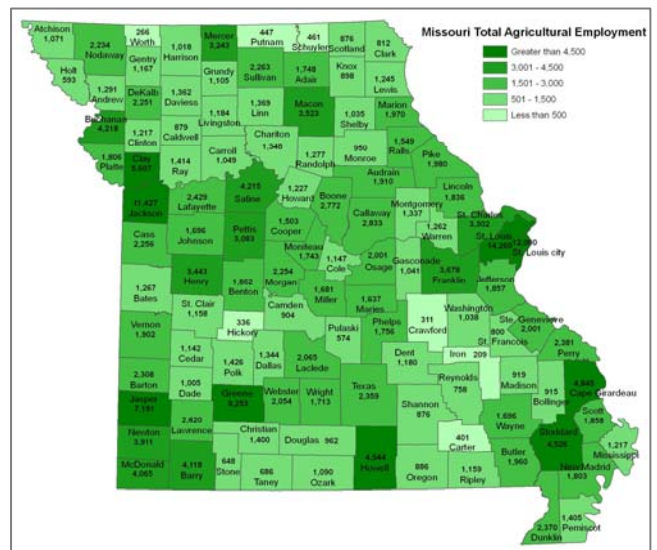 Missouri Total Agricultural Employment
Greater than 4,500
3,001 - 4,500
1,501 - 3,000
501 - 1,500
Less than 500
Atchison
1,071
2,234
Nodaway
266
Worth
Mercer
3,243
447
Putnam
461
Schuyler
876
Scotland
812
Clark
Holt
593
Gentry
1,167
1,018
Harrison
Grundy
1,105
2,263
Sullivan
1,748
Adair
Knox
898
1,245
Lewis
1,291
Andrew
DeKalb
2,251
1,362
Daviess
1,184
Livingston
1,369
Linn
Macon
3,523
1,035
Shelby
Marion
1,970
Buchanan
4,218
1,217
Clinton
879
Caldwell
Chariton
1,277
Randolph
950
Monroe
1,549
Ralls
Pike
1,980
1,806
Platte
Clay
1,414
Ray
Carroll
1,049
Audrain
1,910
Lincoln
1,836
11,427
Jackson
2,429
Lafayette
4,215
Saline
1,227
Howard
Boone
2,772
Callaway
2,833
Montgomery
1,337
1,262
Warren
St. Charles
St. Louis
St. Louis city
Cass
2,256
1,696
Johnson
Pettis
1,503
Cooper
Moniteau
1,743
1,147
Cole
2,001
Osage
Gasconade
1,041
3,678
Franklin
Jefferson
1,857
1,267
Bates
3,443
Henry
1,862
Benton
2,254
Morgan
1,681
Miller
1,637
Maries
Washington
1,038
Ste. Genevieve
2,001
St. Clair
1,158
Camden
904
Phelps
1,756
311
Crawford
800
St. Francois
2,381
Perry
Vernon
1,902
336
Hickory
Pulaski
574
Dent
1,180
Iron 209
1,142
Cedar
1,426
Polk
1,344
Dallas
2,065
Laclede
Reynolds
758
919
Madison
915
Bollinger
4,845
Cape Girardeau
2,308
Barton
1,005
Dade
Texas
2,359
Shannon
876
1,696
Wayne
Scott
1,858
Jasper
7,191
Greene
Webster
2,054
Wright
1,713
Stoddard
4,526
1,217
Mississippi
Newton
3,911
2,620
Lawrence
Christian
1,400
Douglas 962
4,544
Howell
401
Carter
Butler
1,960
New Madrid
1,803
McDonald
4,065
4,118
Barry
648
Stone
686
Taney
1,090
Ozark
886
Oregon
1,159
Ripley
2,370
Dunklin
1,405
Pemiscot